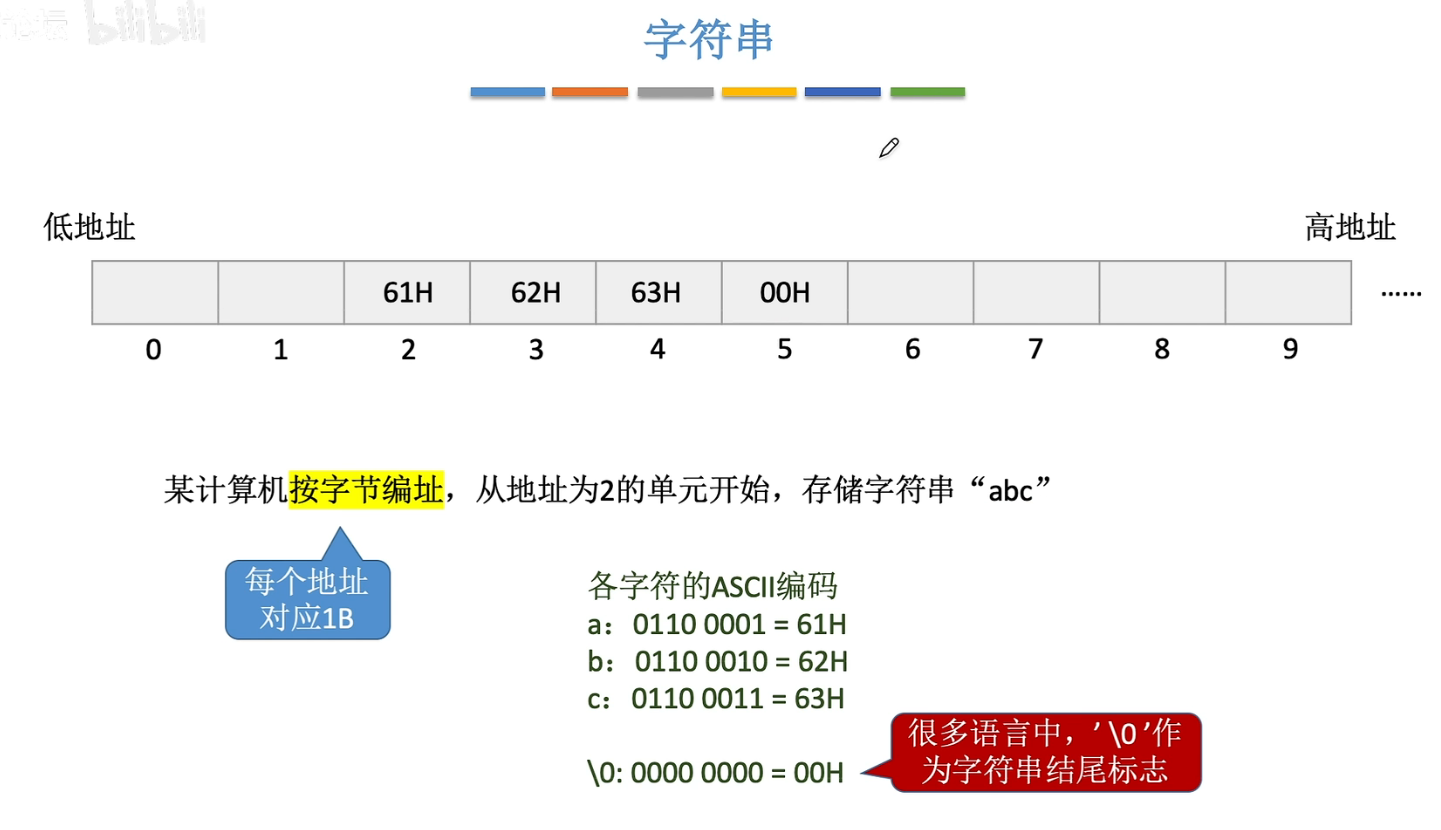 论坛 bilibili
字符串
低地址 高地址
61H 62H 63H 00H ……
0 1 2 3 4 5 6 7 8 9
某计算机按字节编址，从地址为2的单元开始，存储字符串“abc”
每个地址
对应1B
各字符的ASCII编码
a： 0110 0001 = 61H
b： 0110 0010 = 62H
c： 0110 0011 = 63H
很多语言中，’\0 ’作
为字符串结尾标志
\0: 0000 0000 = 00H